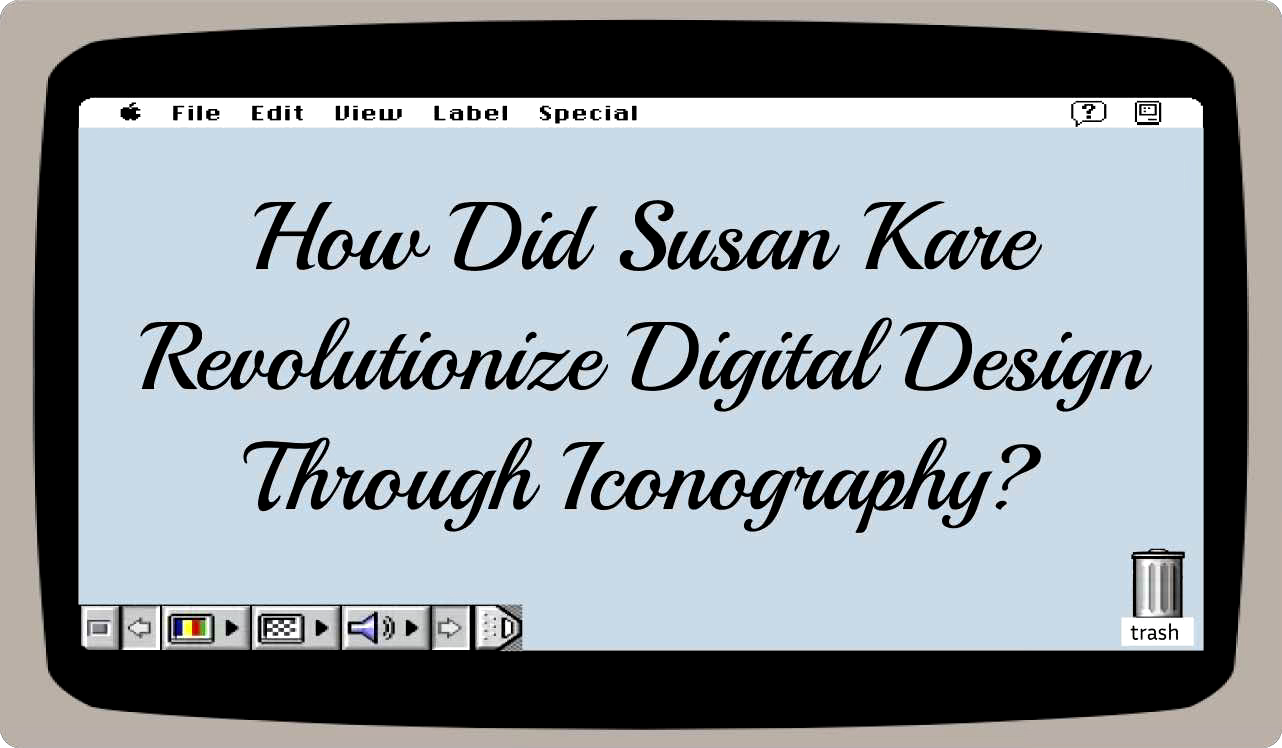 File Edit View Label Special
How Did Susan Kare
Revolutionize Digital Design
Through Iconography?
trash